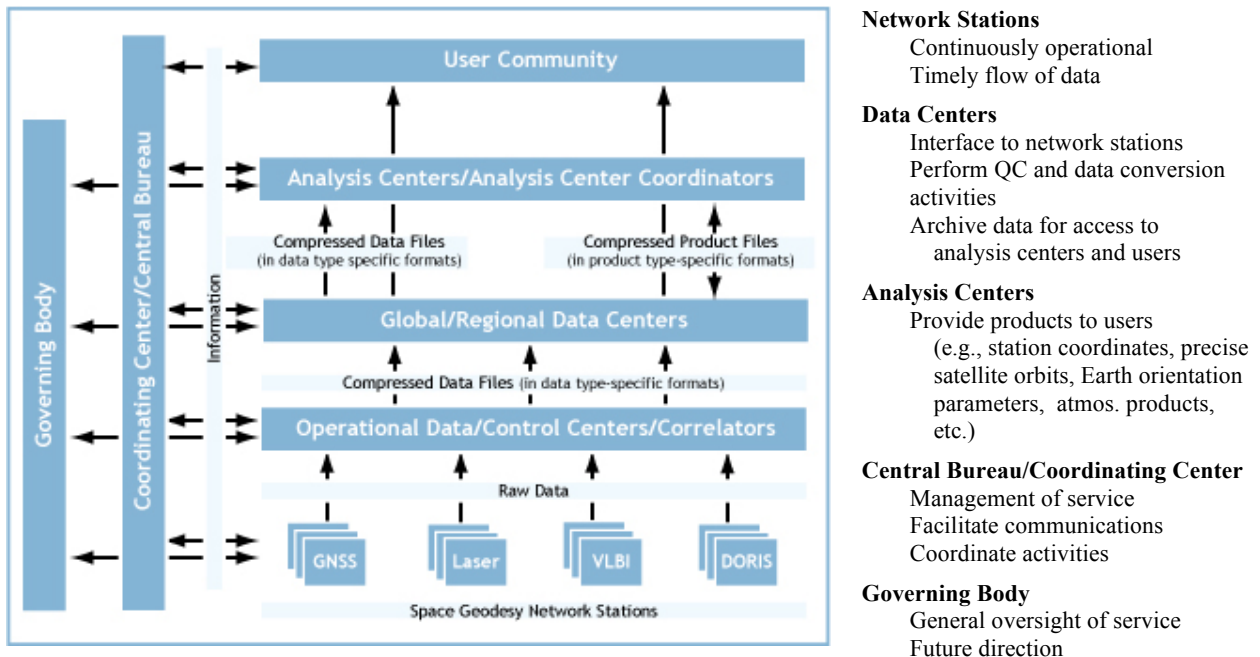 User Community
Analysis Centers/Analysis Center Coordinators
Compressed Data Files
(in data type specific formats)
Compressed Product Files
(in product type-specific formats)
Global/Regional Data Centers
Compressed Data Files (in data type-specific formats)
Operational Data/Control Centers/Correlators
Raw Data
GNSS
Laser
VLBI
DORIS
Space Geodesy Network Stations
Governing Body
Coordinating Center/Central Bureau
Information
Network Stations
Continuously operational
Timely flow of data
Data Centers
Interface to network stations
Perform QC and data conversion
activities
Archive data for access to
analysis centers and users
Analysis Centers
Provide products to users
(e.g., station coordinates, precise
satellite orbits, Earth orientation
parameters, atmos. products,
etc.)
Central Bureau/Coordinating Center
Management of service
Facilitate communications
Coordinate activities
Governing Body
General oversight of service
Future direction